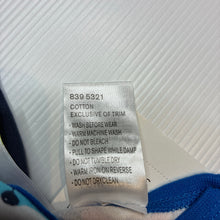 839 5321
COTTON
EXCLUSIVE OF TRIM
- WASH BEFORE WEAR
- WARM MACHINE WASH
- DO NOT BLEACH
- PULL TO SHAPE WHILE DAMP
- DO NOT TUMBLE DRY
- WARM IRON ON REVERSE
- DO NOT DRYCLEAN